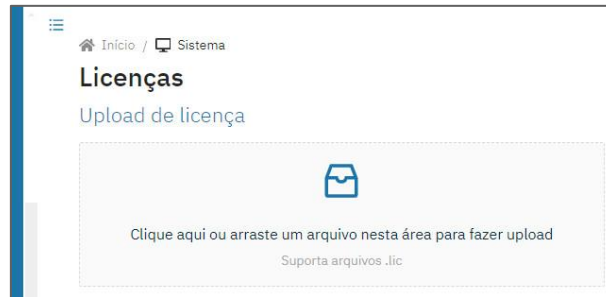 Início / Sistema
Licenças
Upload de licença
Clique aqui ou arraste um arquivo nesta área para fazer upload
Suporta arquivos .lic